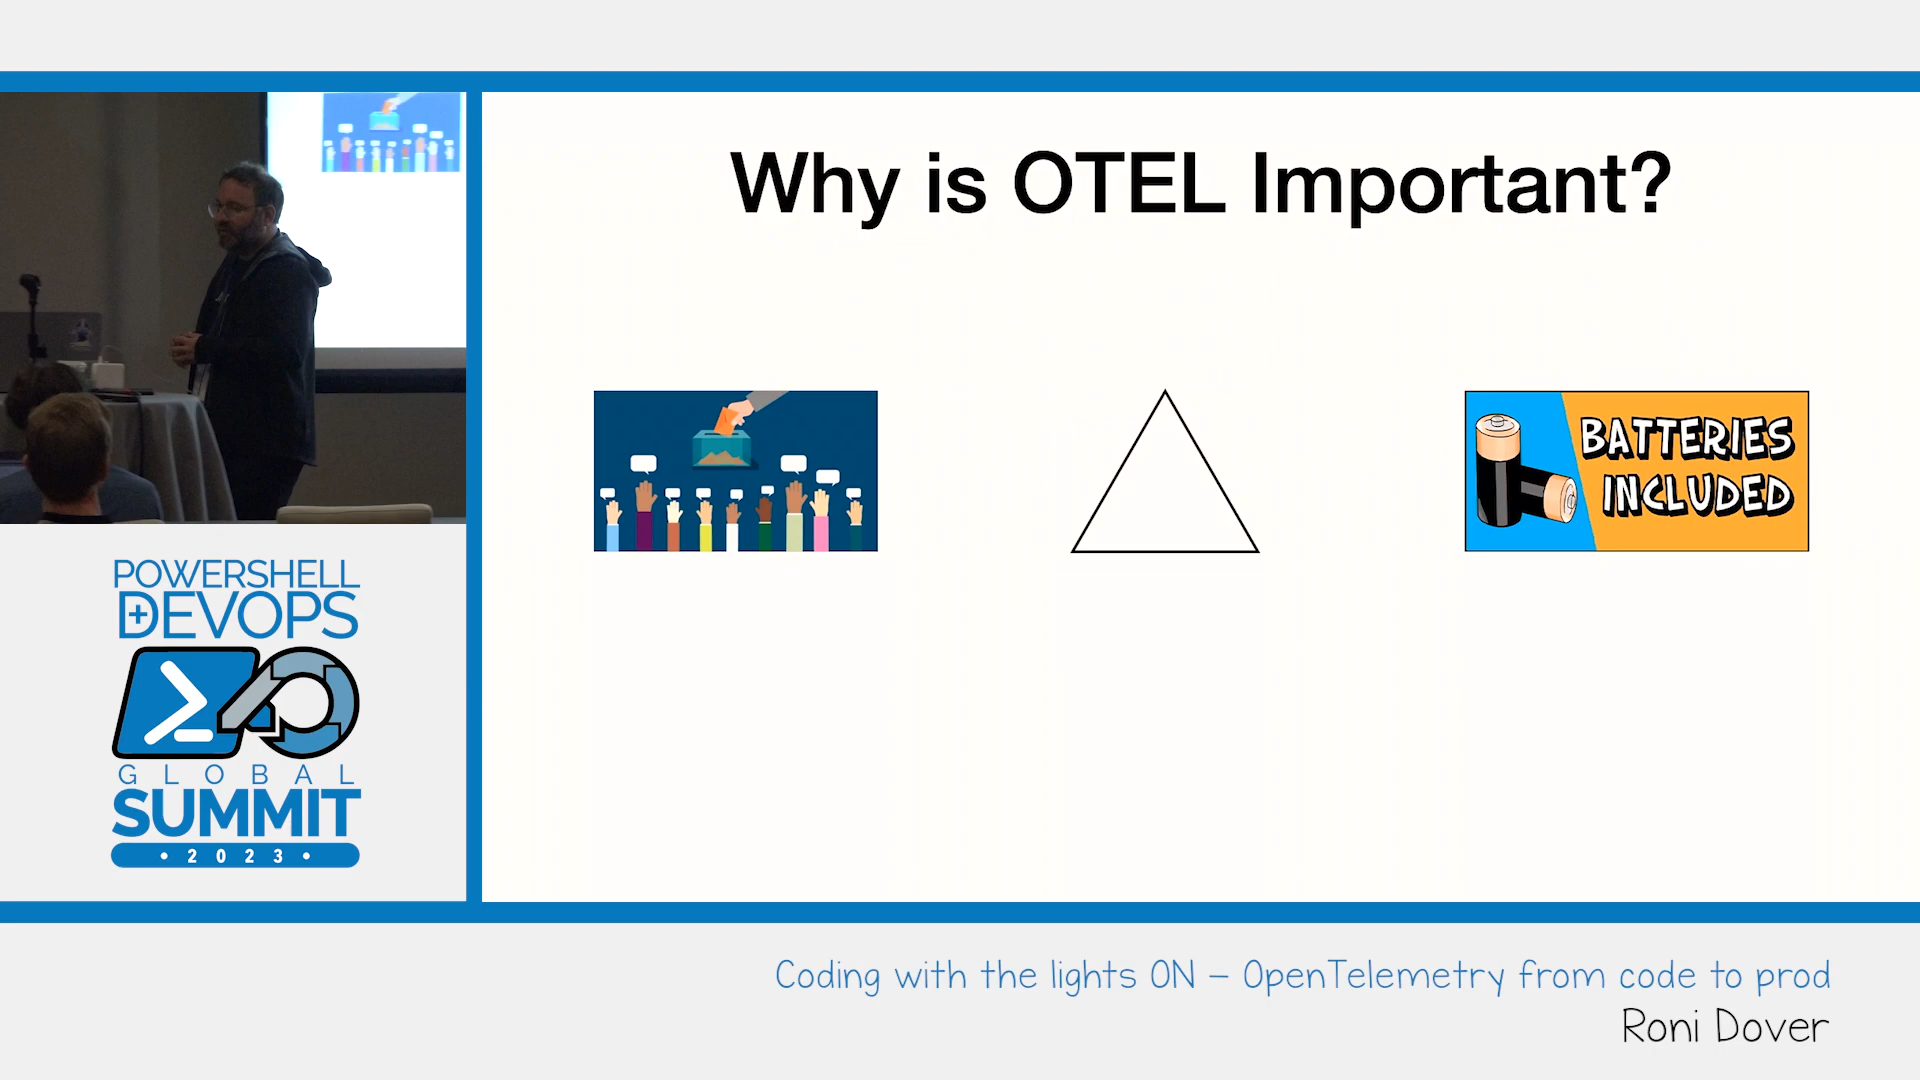 Why is OTEL Important?
BATTERIES
INCLUDED
POWERSHELL
+DEVOPS
GLOBAL
SUMMIT
• 2023 •
Coding with the lights ON – OpenTelemetry from code to prod
Roni Dover